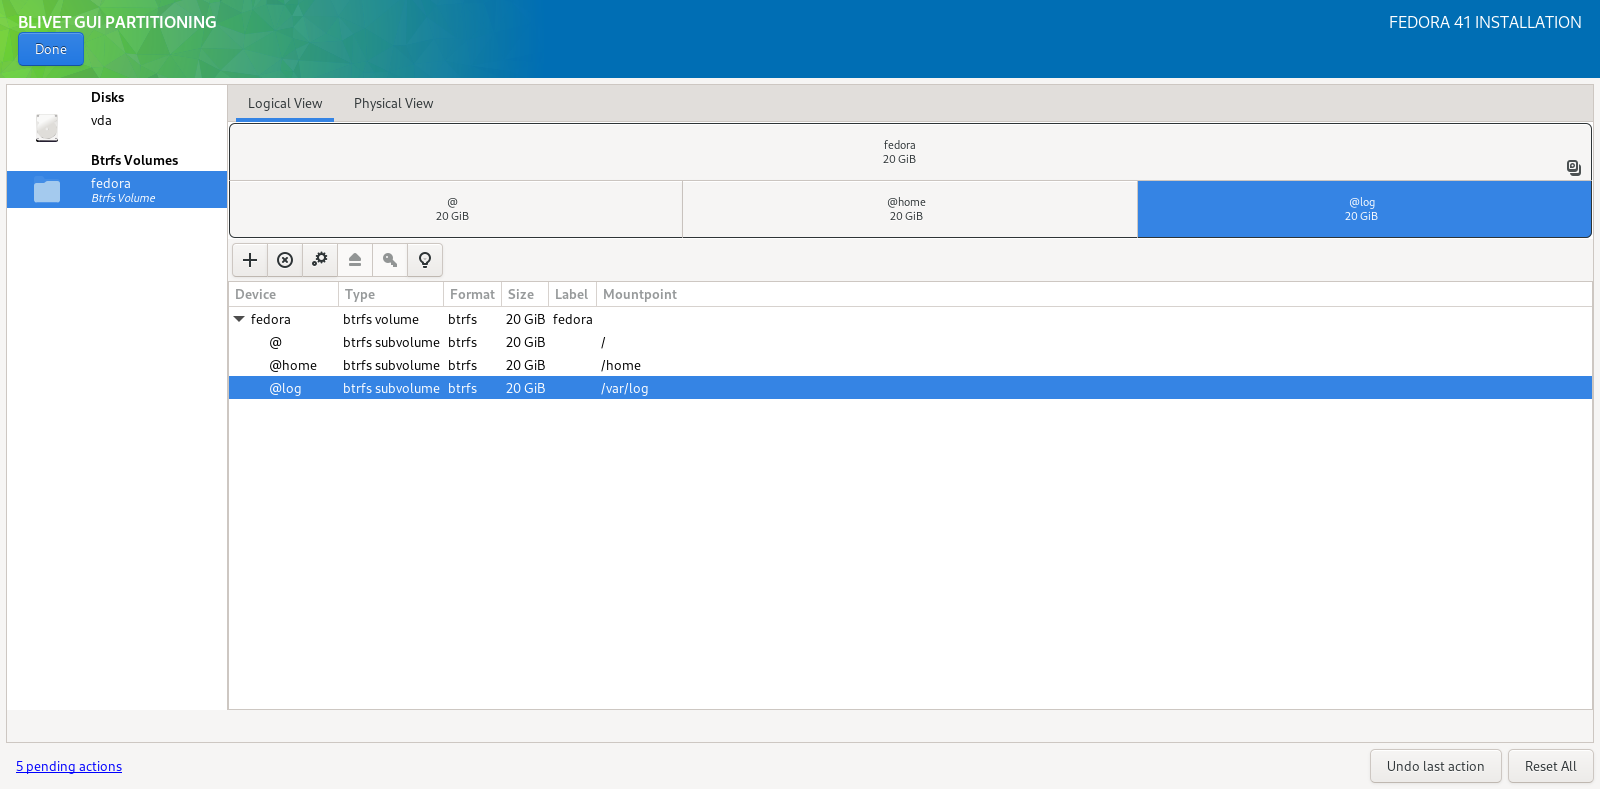 BLIVET GUI PARTITIONING
FEDORA 41 INSTALLATION
Done
Disks
vda
Btrfs Volumes
fedora
Btrfs Volume
Logical View Physical View
fedora
20 GiB
@ @home @log
20 GiB 20 GiB 20 GiB
Device Type Format Size Label Mountpoint
fedora btrfs volume btrfs 20 GiB fedora
@ btrfs subvolume btrfs 20 GiB /
@home btrfs subvolume btrfs 20 GiB /home
@log btrfs subvolume btrfs 20 GiB /var/log
5 pending actions
Undo last action Reset All